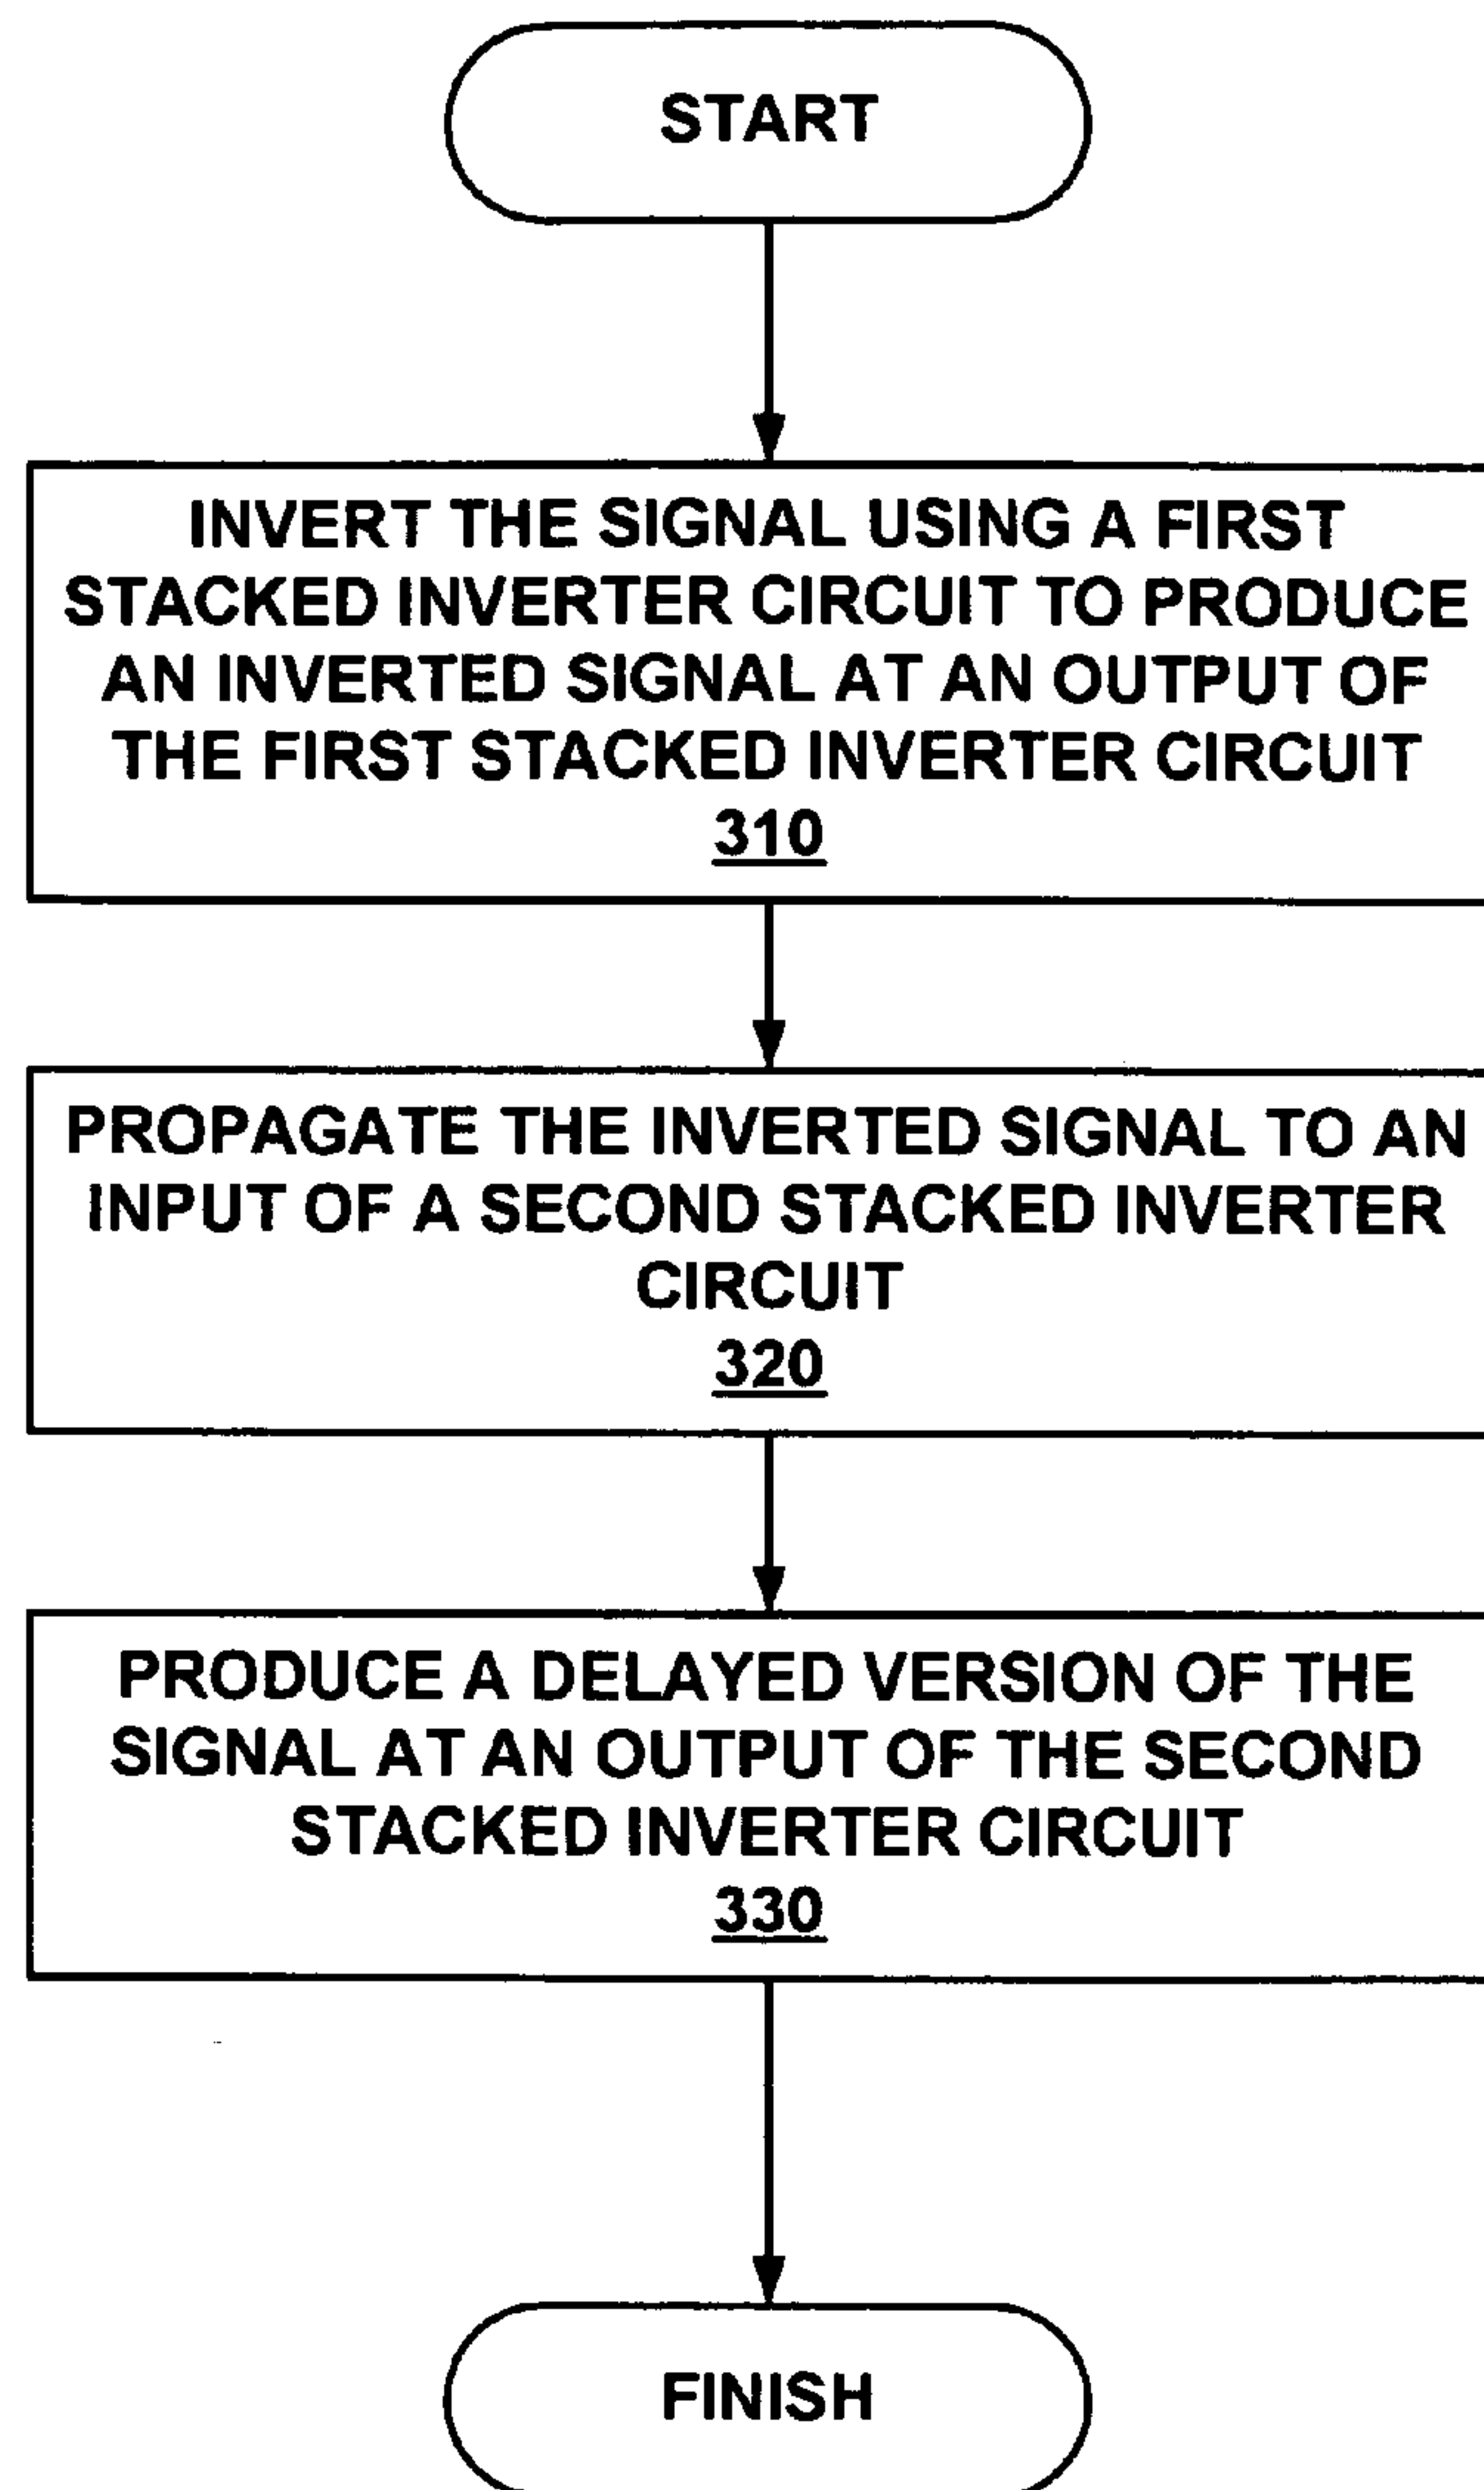 START
INVERT THE SIGNAL USING A FIRST
STACKED INVERTER CIRCUIT TO PRODUCE
AN INVERTED SIGNAL AT AN OUTPUT OF
THE FIRST STACKED INVERTER CIRCUIT
310
PROPAGATE THE INVERTED SIGNAL TO AN
INPUT OF A SECOND STACKED INVERTER
CIRCUIT
320
PRODUCE A DELAYED VERSION OF THE
SIGNAL AT AN OUTPUT OF THE SECOND
STACKED INVERTER CIRCUIT
330
FINISH